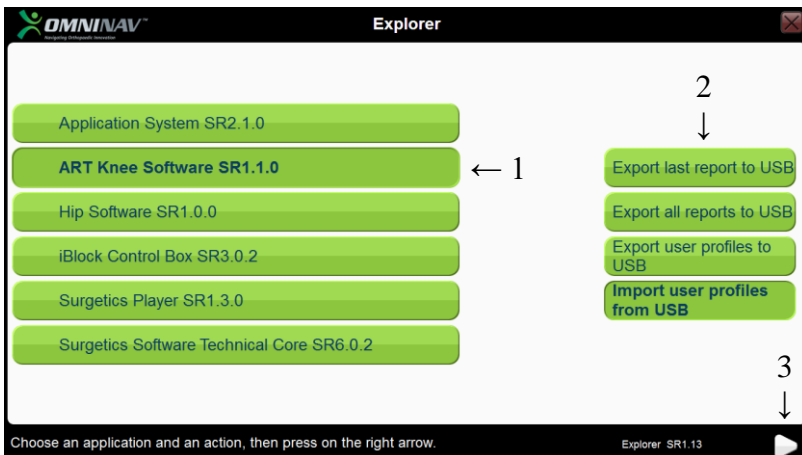 OMNINAV™
Navigating Orthopaedic Innovation
Explorer
2
↓
Application System SR2.1.0
ART Knee Software SR1.1.0
← 1
Export last report to USB
Hip Software SR1.0.0
Export all reports to USB
iBlock Control Box SR3.0.2
Export user profiles to
USB
Surgetics Player SR1.3.0
Import user profiles
from USB
Surgetics Software Technical Core SR6.0.2
3
↓
Choose an application and an action, then press on the right arrow.
Explorer SR1.13